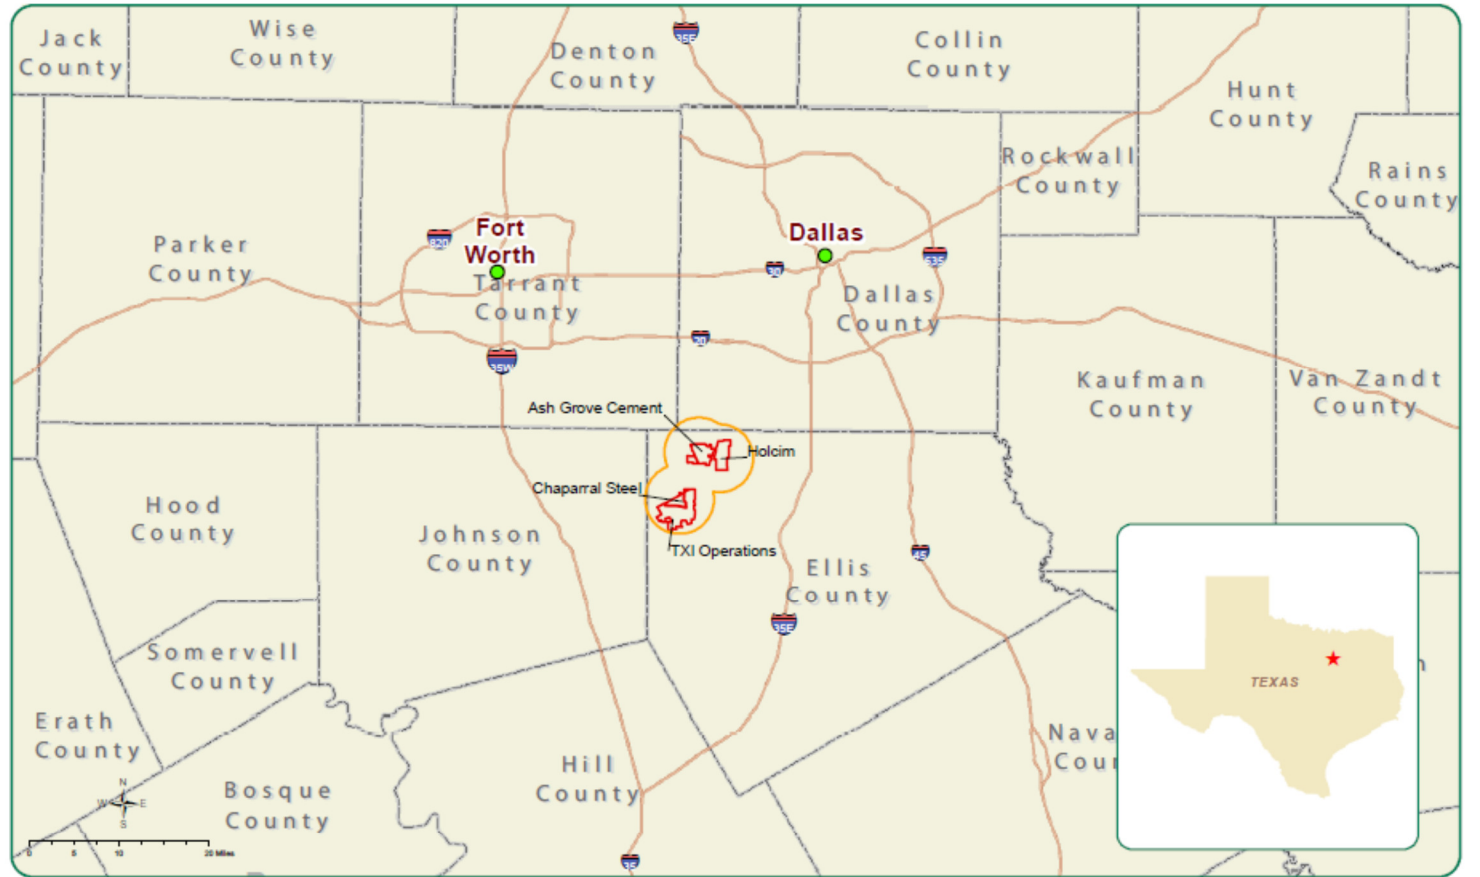 Jack
County
Wise
County
Denton
County
35E
Collin
County
Hunt
County
Rockwall
County
Rains
County
Parker
County
820
Fort
Worth
Tarrant
County
Dallas
30
635
Dallas
County
20
35W
Kaufman
County
Van Zandt
County
Ash Grove Cement
Holcim
Chaparral Steel
TXI Operations
Hood
County
Johnson
County
Ellis
County
45
35E
Somervell
County
Erath
County
Hill
County
Bosque
County
Nava
Cou
TEXAS
N
W
E
S
0 5 10 20 Miles
35